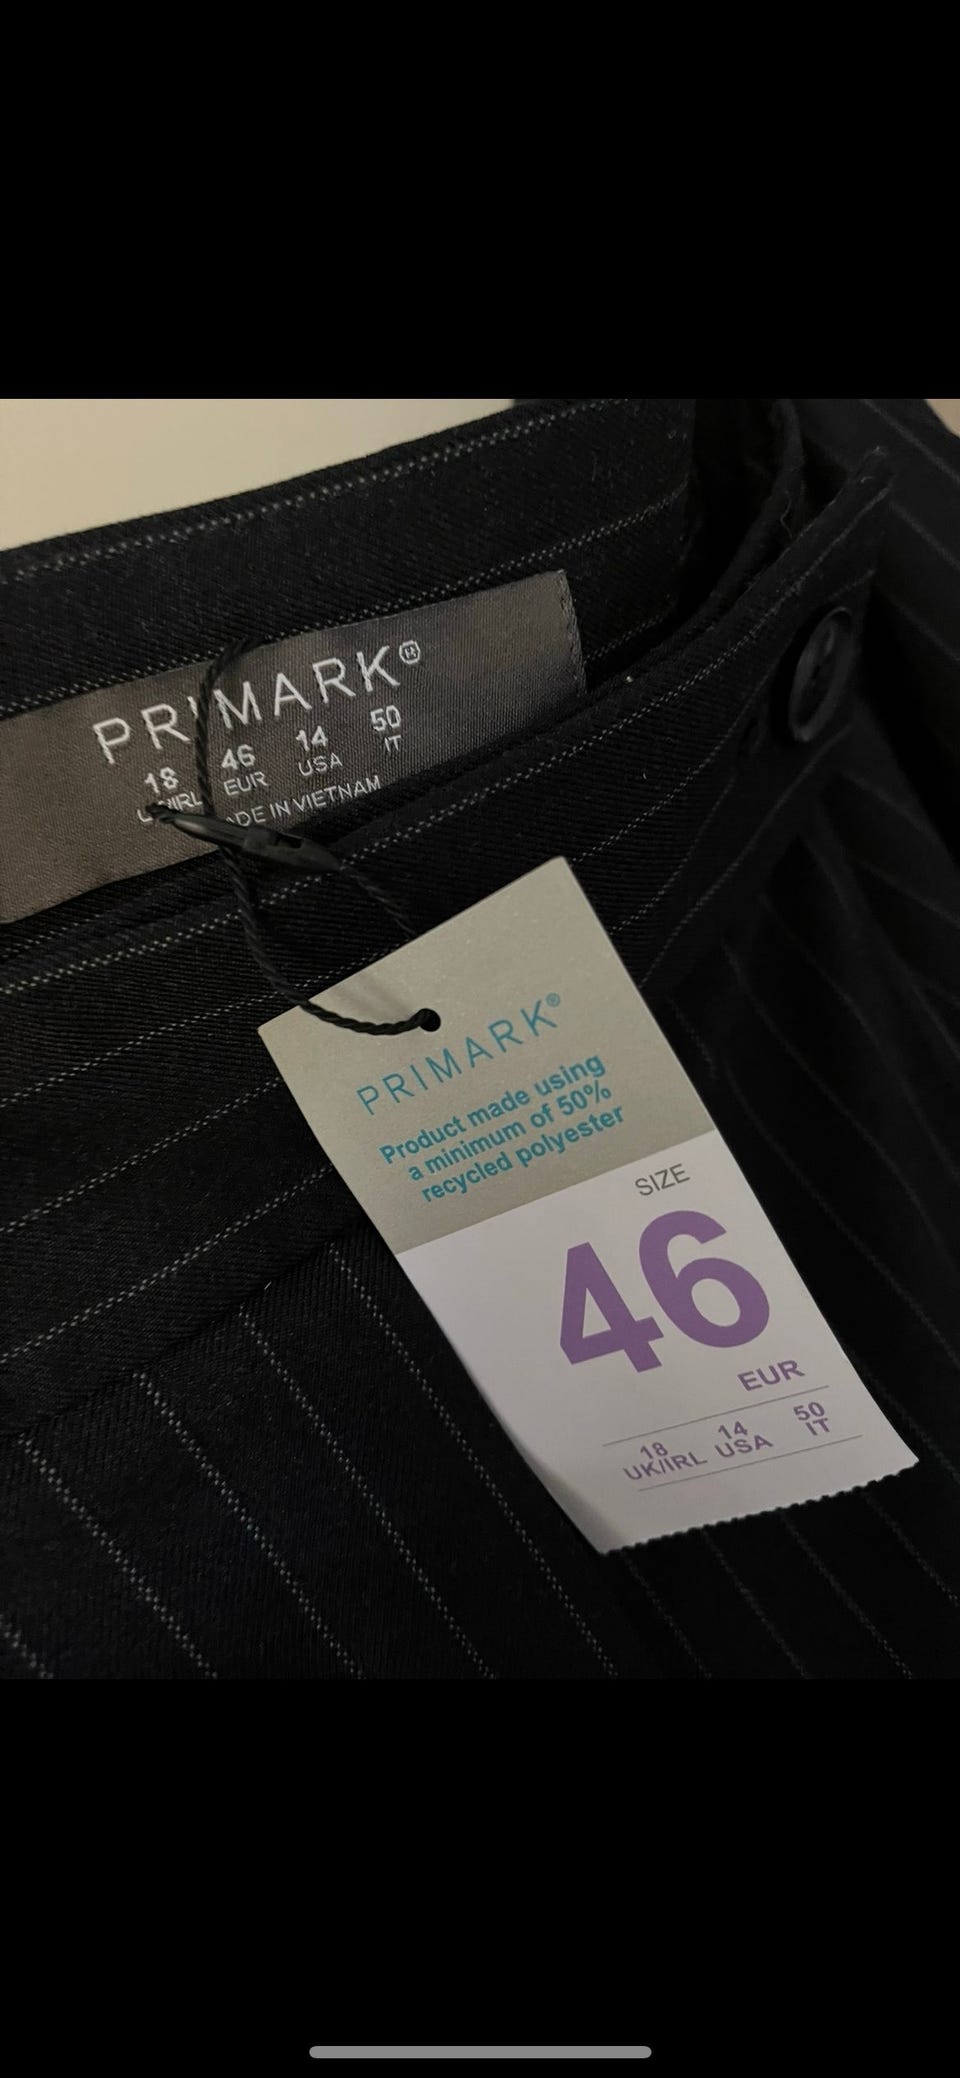 PRIMARK®
18 46 14 50
EUR USA IT
IN VIETNAM
PRIMARK®
Product made using
a minimum of 50%
recycled polyester
SIZE
46
EUR
18 14 50
UK/IRL USA IT